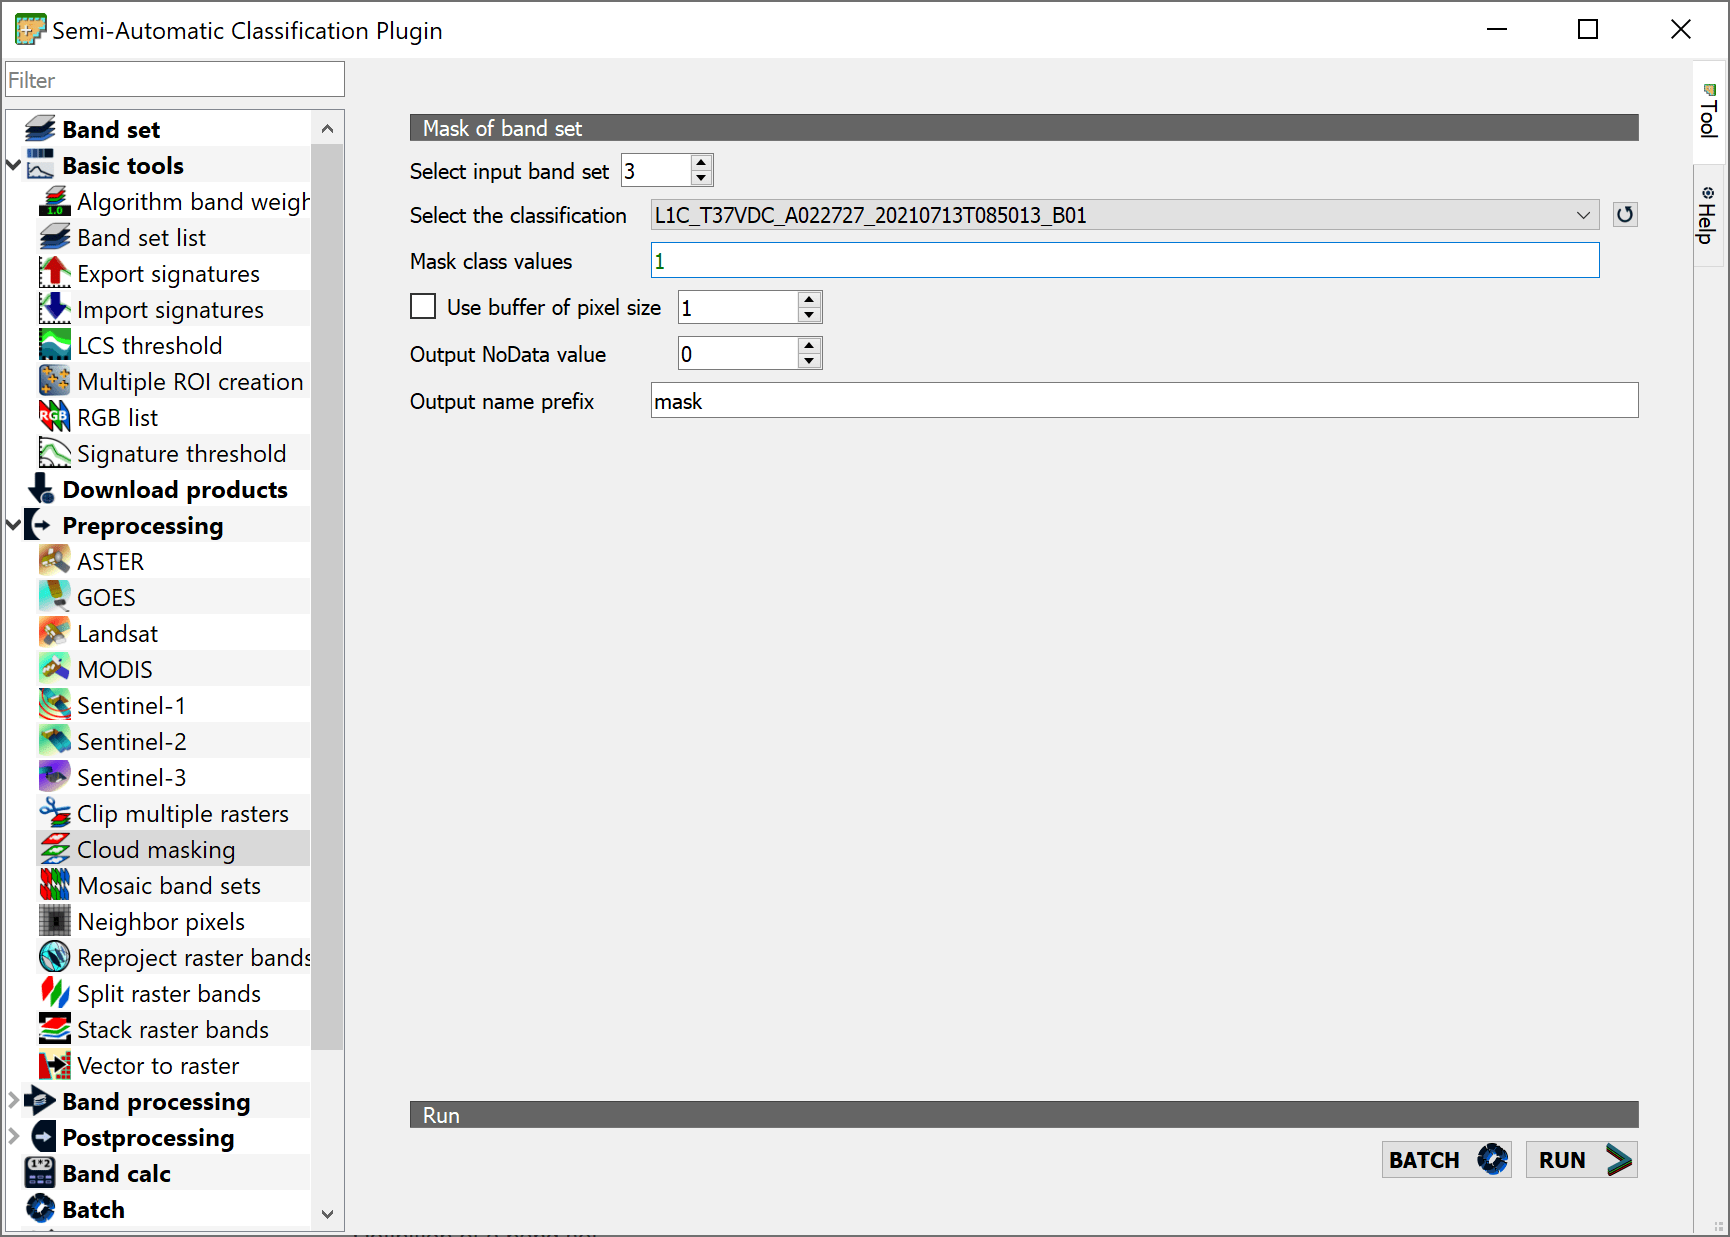 Semi-Automatic Classification Plugin
Filter
Band set
Basic tools
Algorithm band weigh
Band set list
Export signatures
Import signatures
LCS threshold
Multiple ROI creation
RGB list
Signature threshold
Download products
Preprocessing
ASTER
GOES
Landsat
MODIS
Sentinel-1
Sentinel-2
Sentinel-3
Clip multiple rasters
Cloud masking
Mosaic band sets
Neighbor pixels
Reproject raster bands
Split raster bands
Stack raster bands
Vector to raster
Band processing
Postprocessing
Band calc
Batch
Mask of band set
Select input band set 3
Select the classification L1C_T37VDC_A022727_20210713T085013_B01
Mask class values 1
Use buffer of pixel size 1
Output NoData value 0
Output name prefix mask
Run
BATCH RUN
Tool
Help